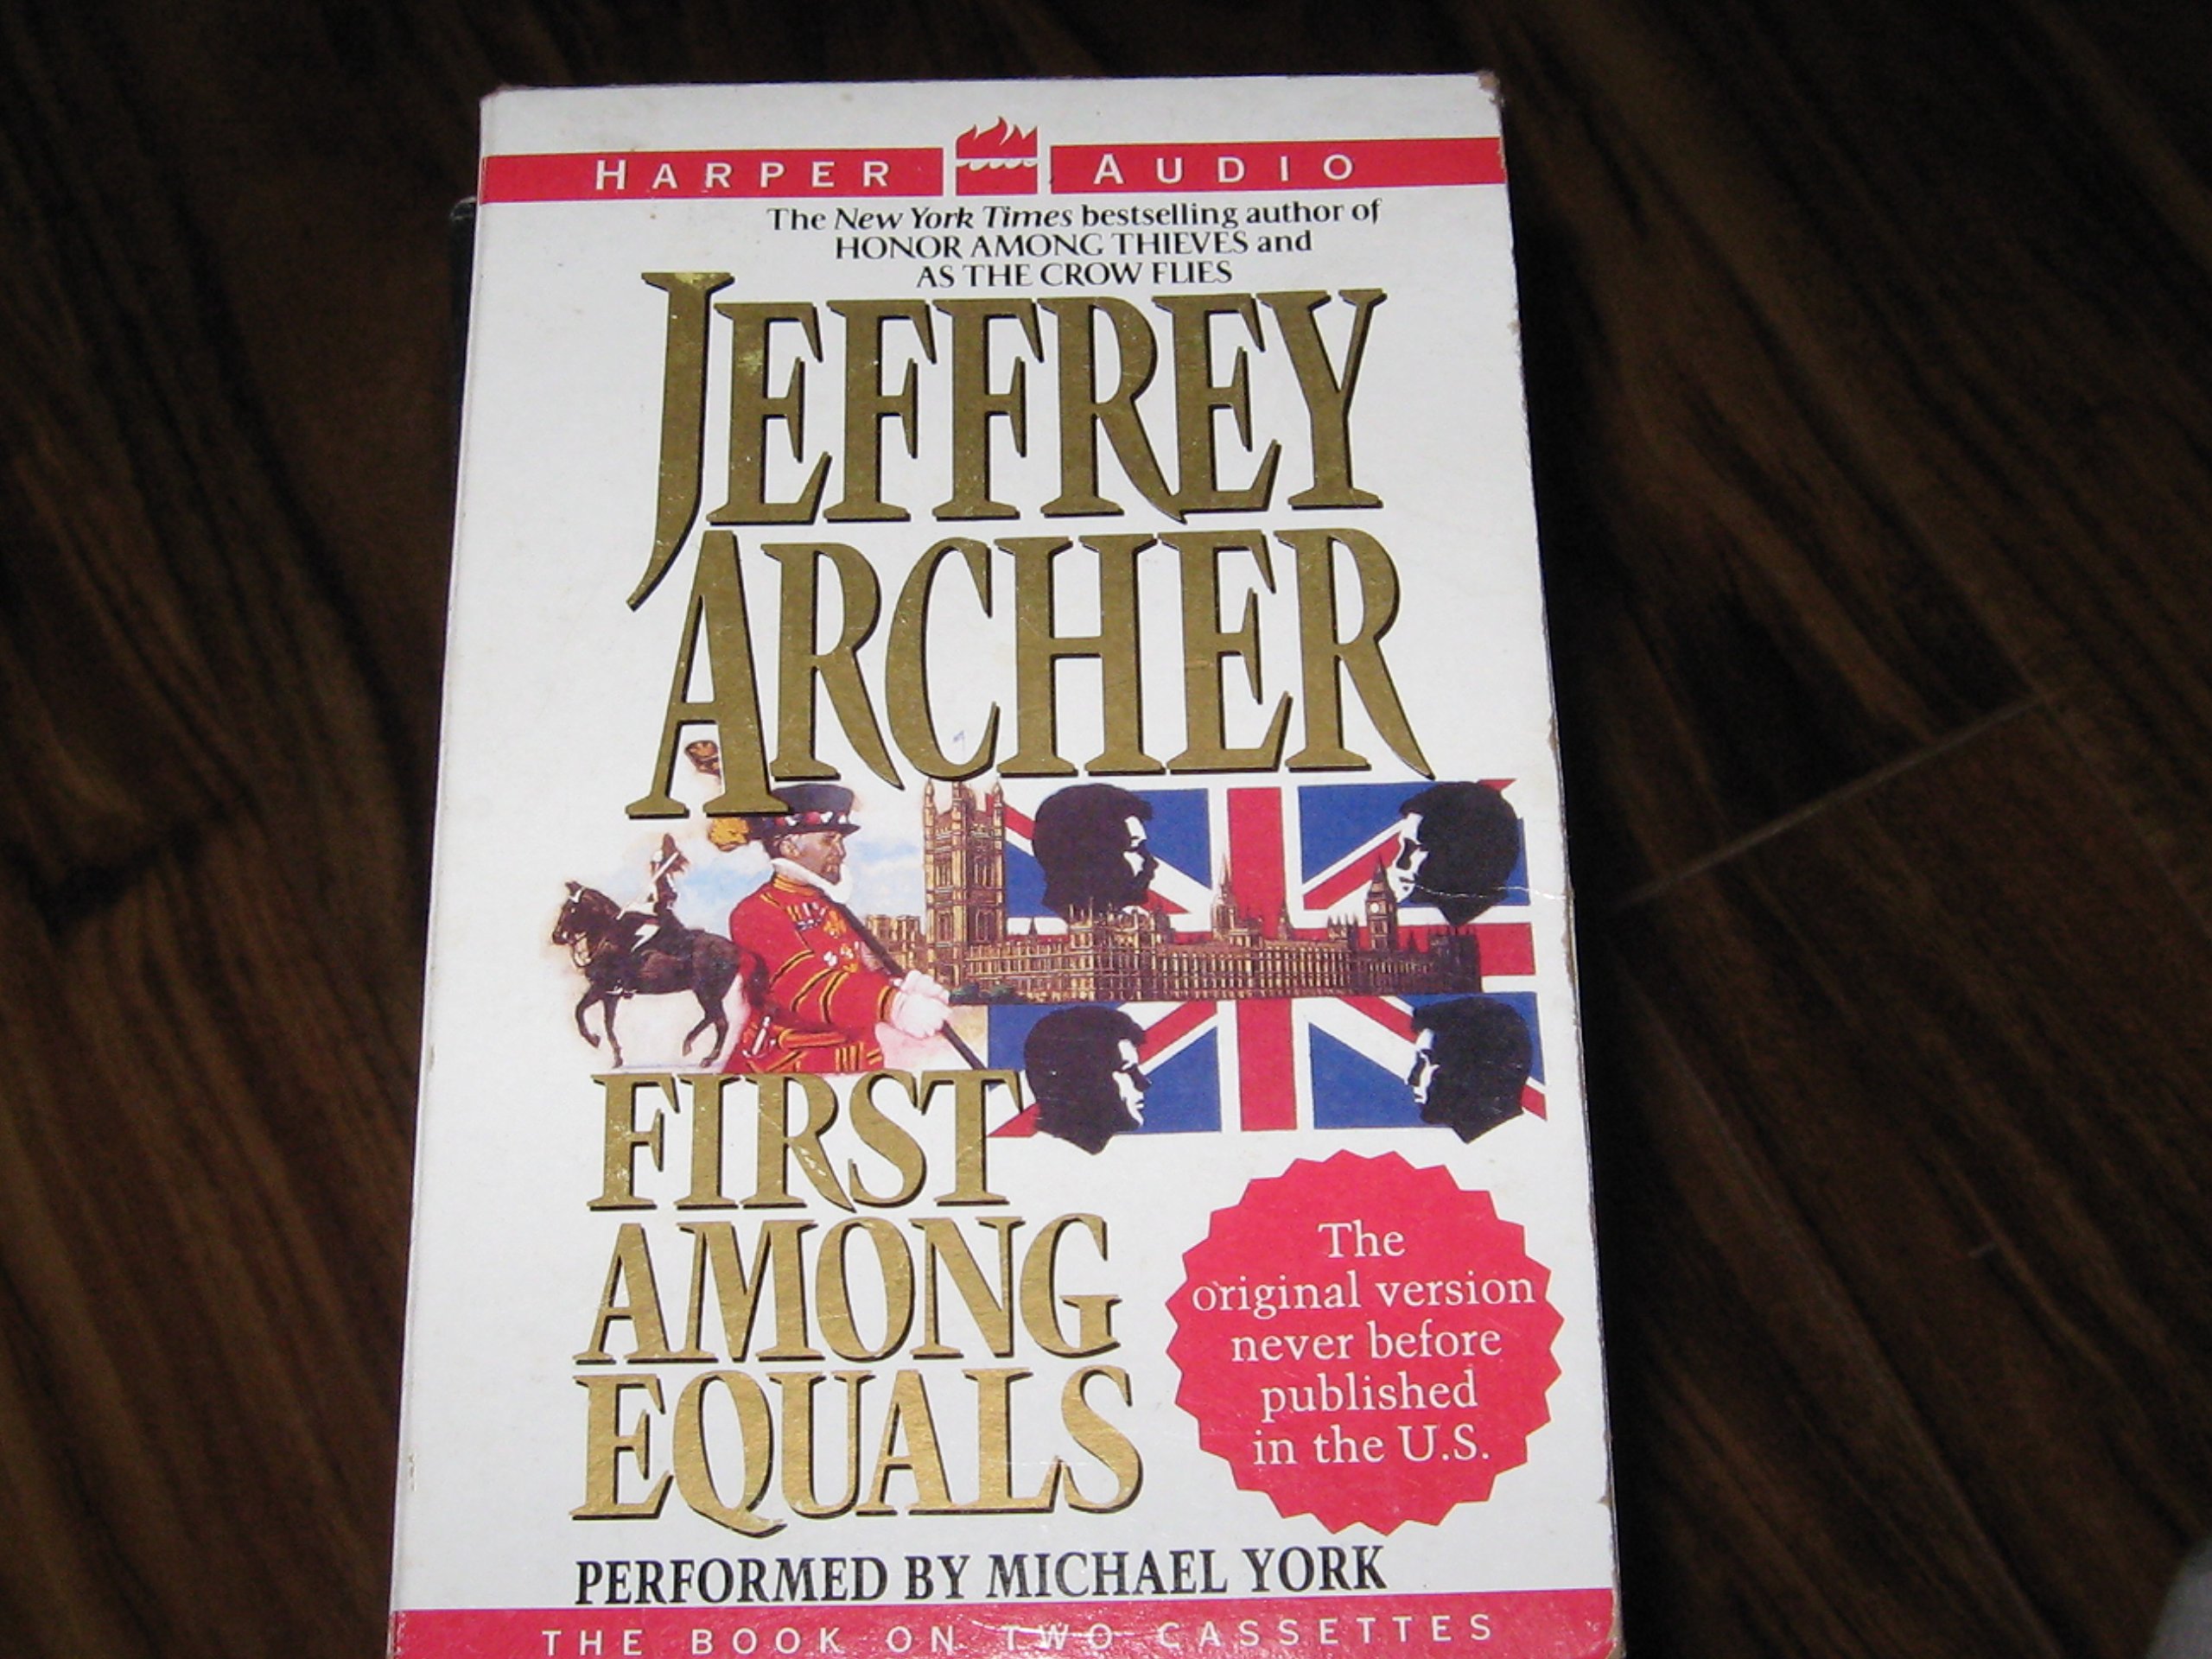 HARPER AUDIO
The New York Times bestselling author of
HONOR AMONG THIEVES and
AS THE CROW FLIES
JEFFREY
ARCHER
FIRST
AMONG
EQUALS
The
original version
never before
published
in the U.S.
PERFORMED BY MICHAEL YORK
THE BOOK ON TWO CASSETTES